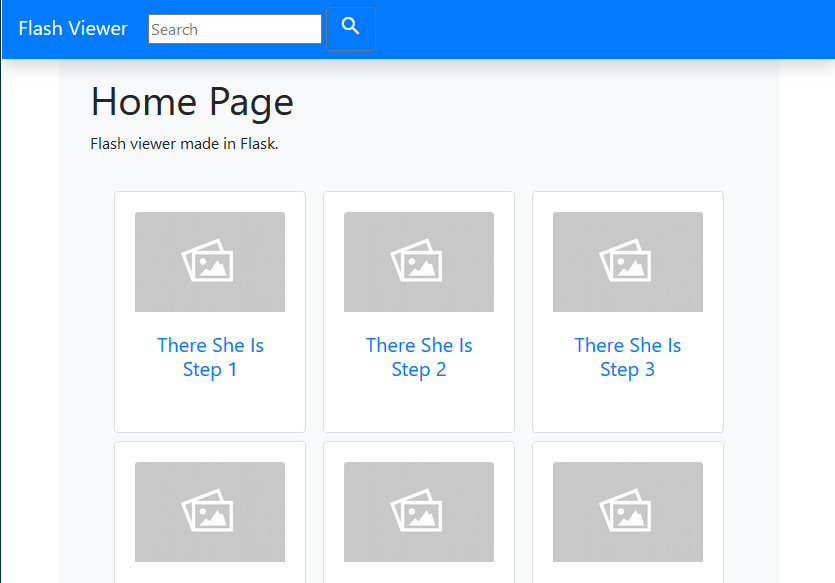 Flash Viewer Search
Home Page
Flash viewer made in Flask.
There She Is
Step 1
There She Is
Step 2
There She Is
Step 3